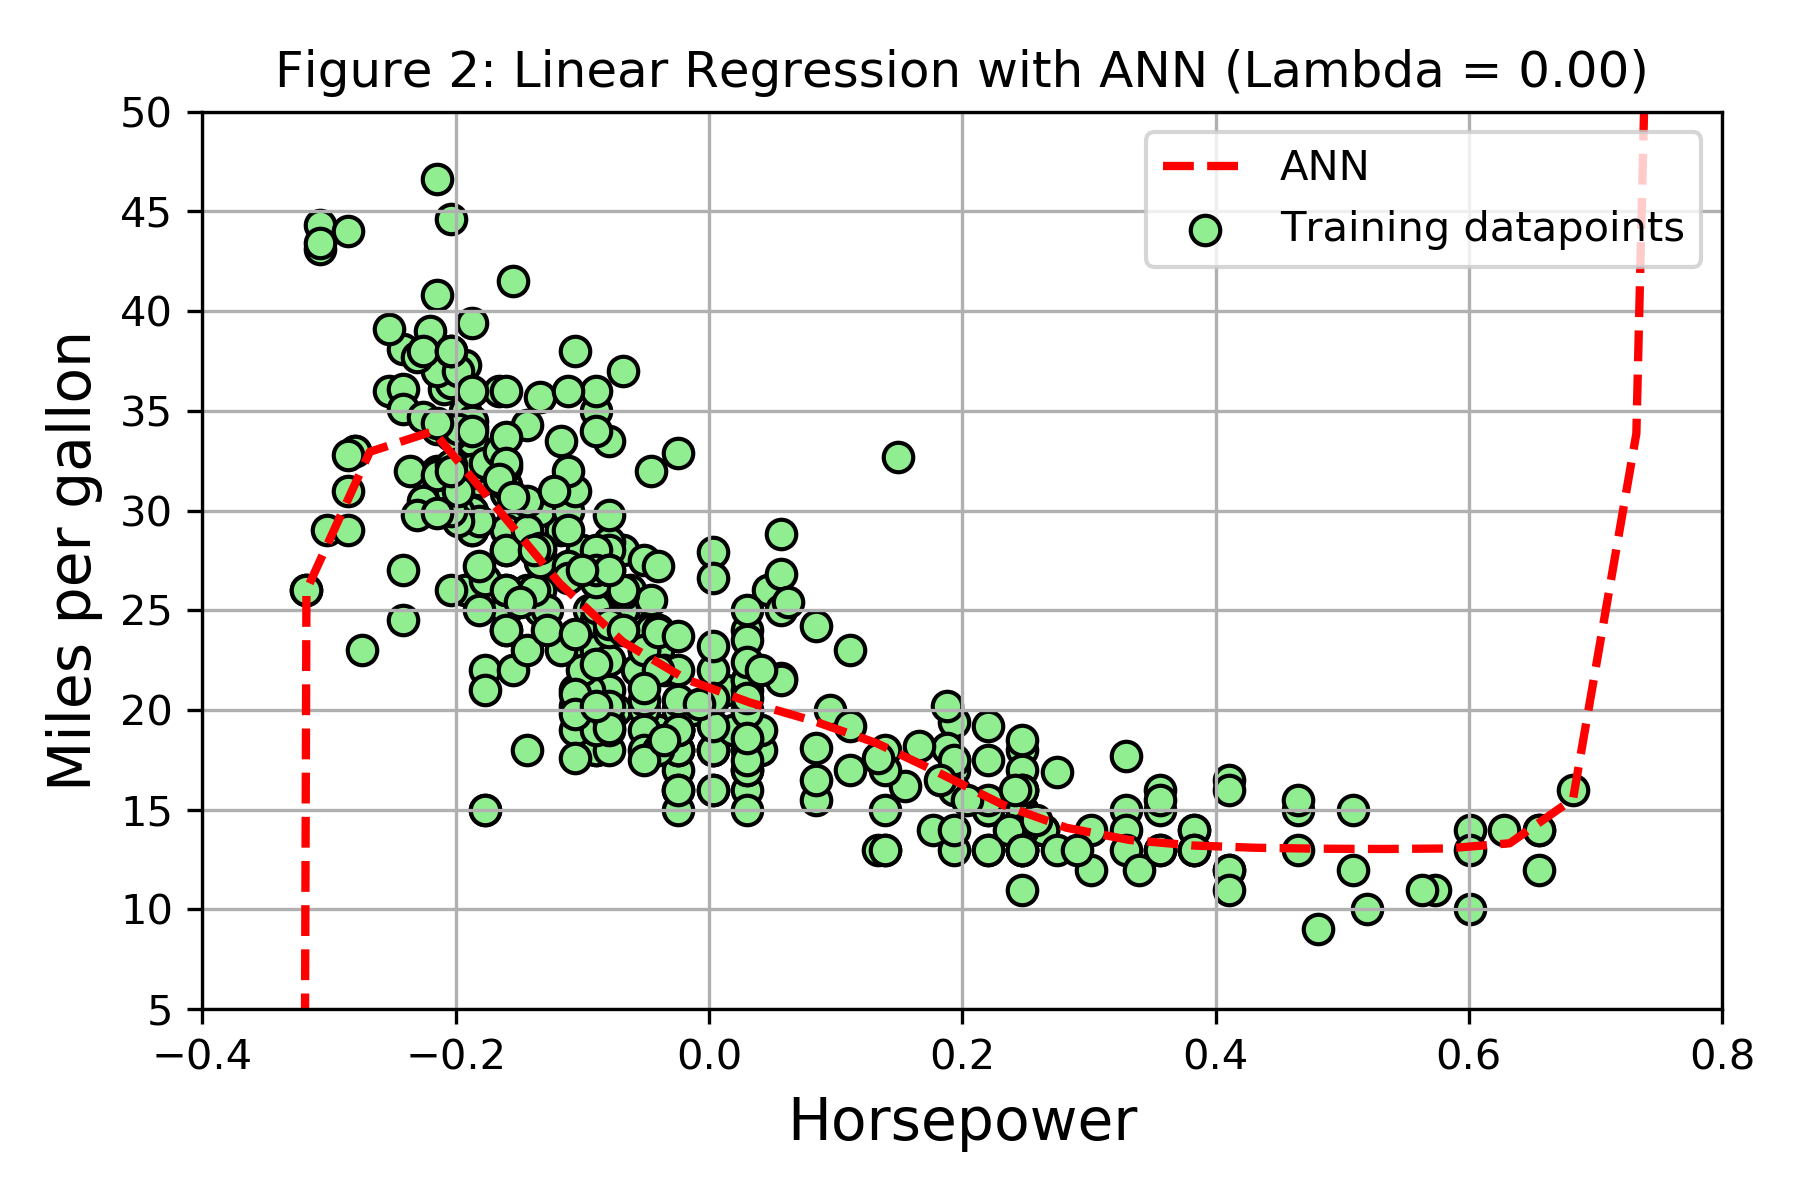 Figure 2: Linear Regression with ANN (Lambda = 0.00)
50
45
40
35
30
25
20
15
10
5
Miles per gallon
ANN
Training datapoints
−0.4 −0.2 0.0 0.2 0.4 0.6 0.8
Horsepower